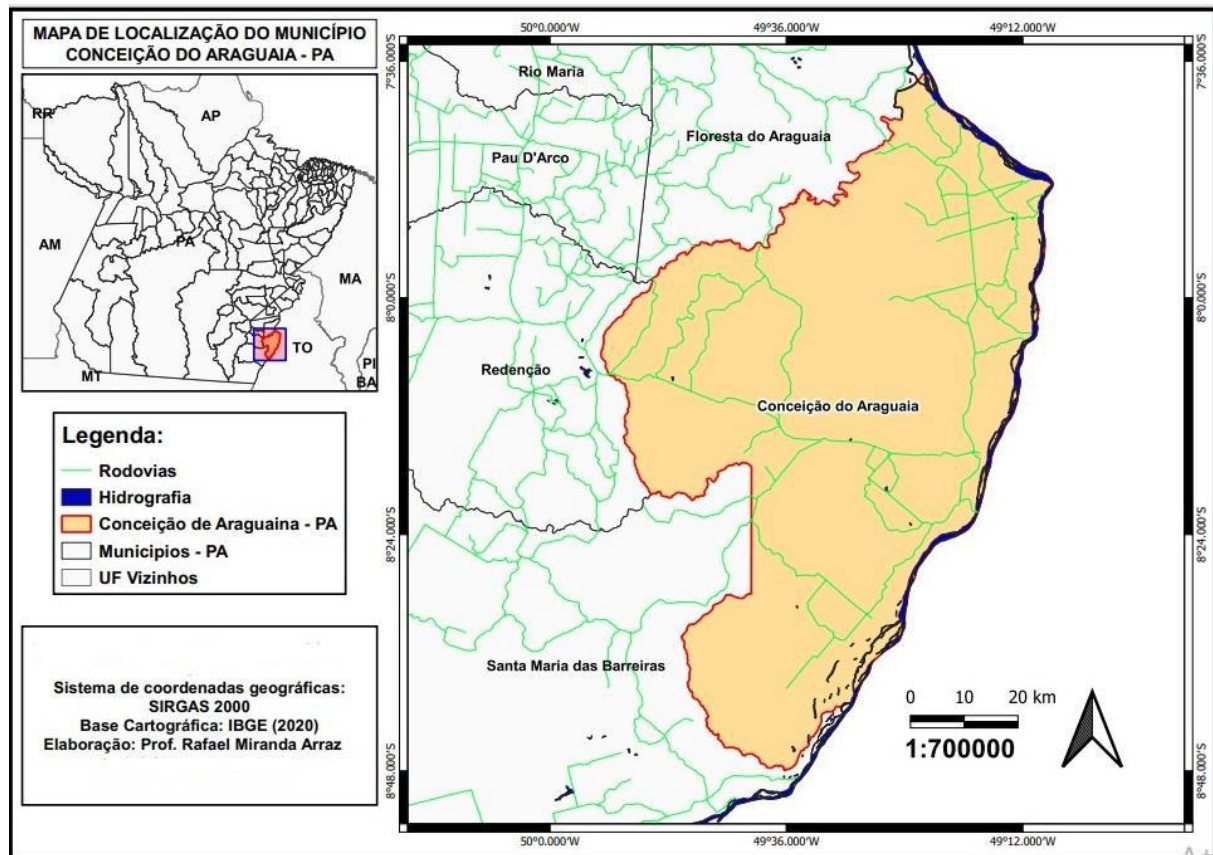 MAPA DE LOCALIZAÇÃO DO MUNICÍPIO
CONCEIÇÃO DO ARAGUAIA - PA
RR
AP
AM
PA
MA
TO
PI
MT
BA
Legenda:
Rodovias
Hidrografia
Conceição de Araguaina - PA
Municipios - PA
UF Vizinhos
Sistema de coordenadas geográficas:
SIRGAS 2000
Base Cartográfica: IBGE (2020)
Elaboração: Prof. Rafael Miranda Arraz
50°0.000'W
49°36.000'W
49°12.000'W
7°36.000'S
7°36.000'S
Rio Maria
Floresta do Araguaia
Pau D'Arco
8°0.000'S
8°0.000'S
Redenção
Conceição do Araguaia
8°24.000'S
8°24.000'S
Santa Maria das Barreiras
0 10 20 km
1:700000
8°48.000'S
8°48.000'S
50°0.000'W
49°36.000'W
49°12.000'W